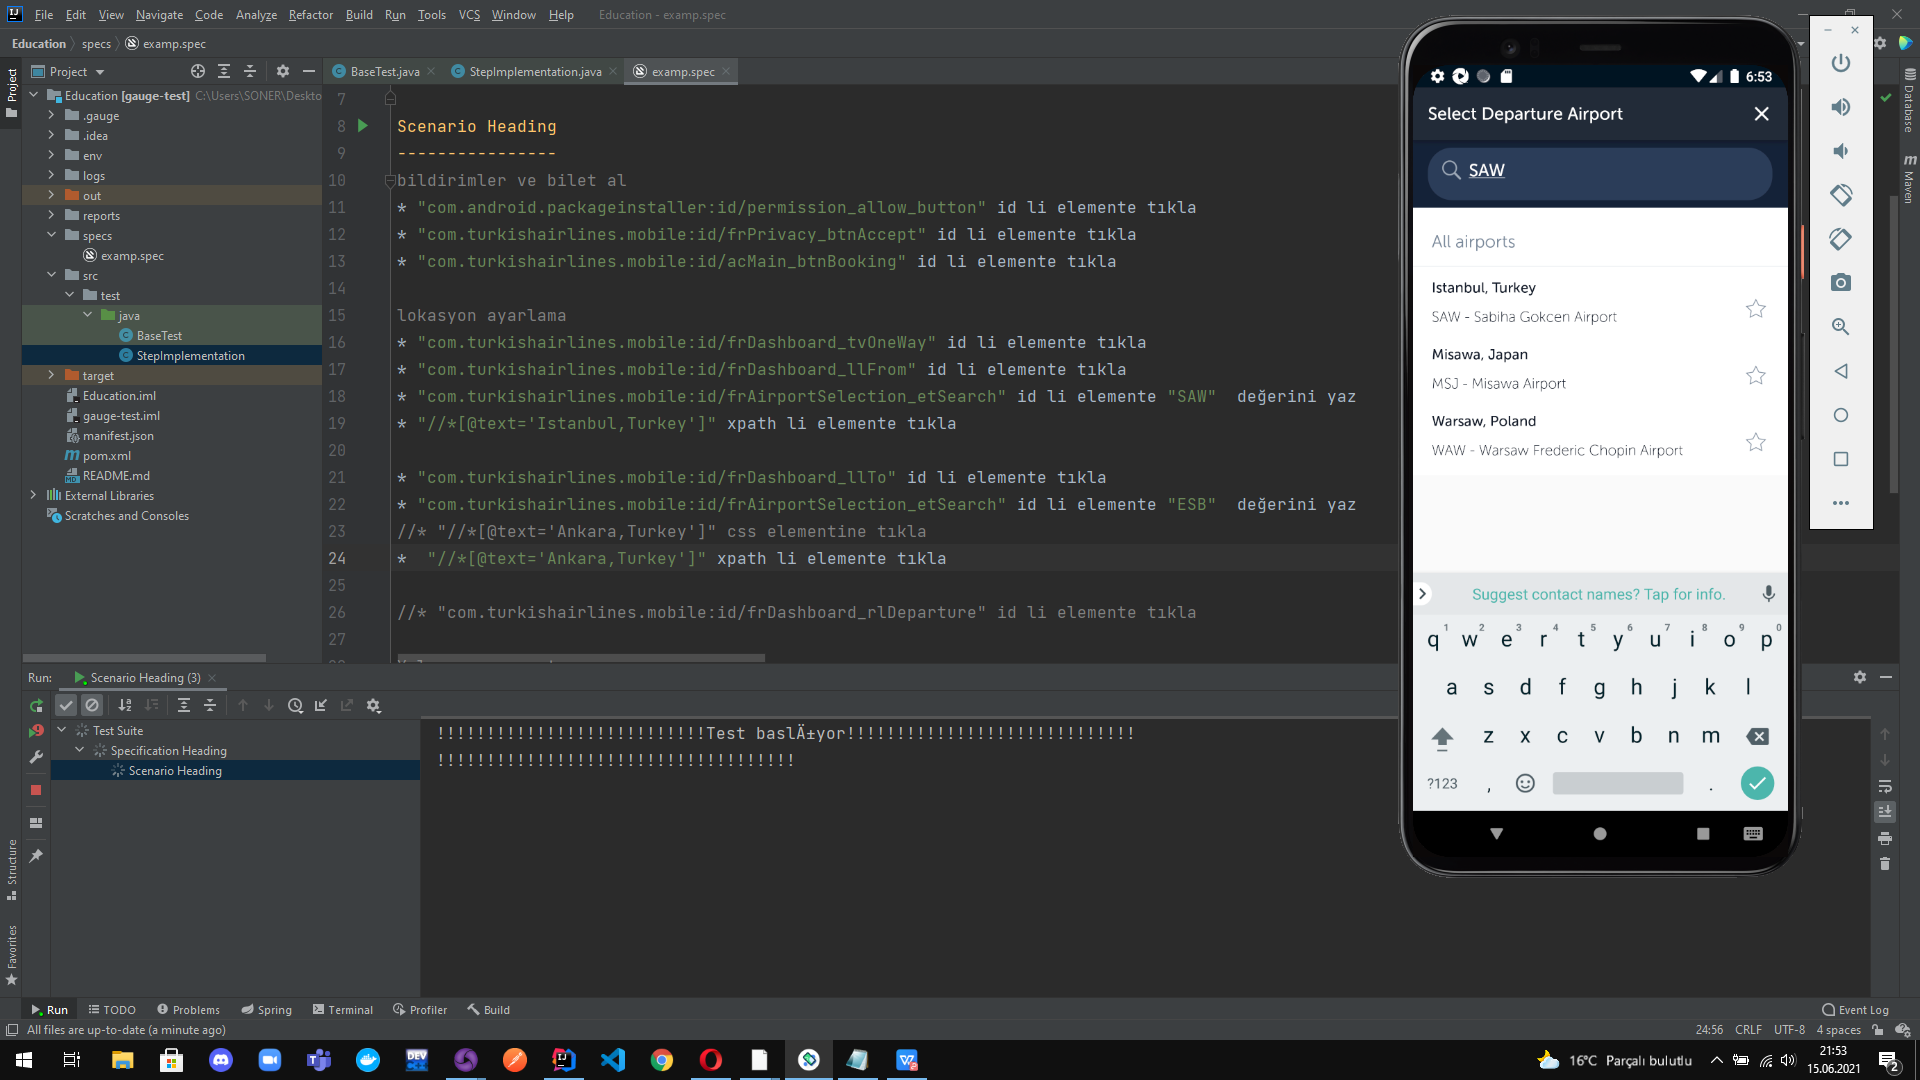 File Edit View Navigate Code Analyze Refactor Build Run Tools VCS Window Help Education - examp.spec
Education specs examp.spec
Project
BaseTest.java StepImplementation.java examp.spec
Education [gauge-test] C:\Users\SONER\Deskto
.gauge
.idea
env
logs
out
reports
specs
examp.spec
src
test
java
BaseTest
StepImplementation
target
Education.iml
gauge-test.iml
manifest.json
pom.xml
README.md
External Libraries
Scratches and Consoles
7
8 Scenario Heading
9 ----------------
10 bildirimler ve bilet al
11 * "com.android.packageinstaller:id/permission_allow_button" id li elemente tıkla
12 * "com.turkishairlines.mobile:id/frPrivacy_btnAccept" id li elemente tıkla
13 * "com.turkishairlines.mobile:id/acMain_btnBooking" id li elemente tıkla
14
15 lokasyon ayarlama
16 * "com.turkishairlines.mobile:id/frDashboard_tvOneWay" id li elemente tıkla
17 * "com.turkishairlines.mobile:id/frDashboard_llFrom" id li elemente tıkla
18 * "com.turkishairlines.mobile:id/frAirportSelection_etSearch" id li elemente "SAW"  değerini yaz
19 * "//*[@text='Istanbul,Turkey']" xpath li elemente tıkla
20
21 * "com.turkishairlines.mobile:id/frDashboard_llTo" id li elemente tıkla
22 * "com.turkishairlines.mobile:id/frAirportSelection_etSearch" id li elemente "ESB"  değerini yaz
23 //* "//*[@text='Ankara,Turkey']" css elementine tıkla
24 *  "//*[@text='Ankara,Turkey']" xpath li elemente tıkla
25
26 //* "com.turkishairlines.mobile:id/frDashboard_rlDeparture" id li elemente tıkla
27
6:53
Select Departure Airport
SAW
All airports
Istanbul, Turkey
SAW - Sabiha Gokcen Airport
Misawa, Japan
MSJ - Misawa Airport
Warsaw, Poland
WAW - Warsaw Frederic Chopin Airport
Suggest contact names? Tap for info.
q1 w2 e3 r4 t5 y6 u7 i8 o9 p0
a s d f g h j k l
z x c v b n m
?123 , .
Project
Structure
Favorites
Database
m Maven
Run: Scenario Heading (3)
Test Suite
Specification Heading
Scenario Heading
!!!!!!!!!!!!!!!!!!!!!!!!!!!Test baslÄ±yor!!!!!!!!!!!!!!!!!!!!!!!!!!!!!
!!!!!!!!!!!!!!!!!!!!!!!!!!!!!!!!!!!!
Run TODO Problems Spring Terminal Profiler Build Event Log
All files are up-to-date (a minute ago) 24:56 CRLF UTF-8 4 spaces
16°C Parçalı bulutlu 21:53
15.06.2021 2